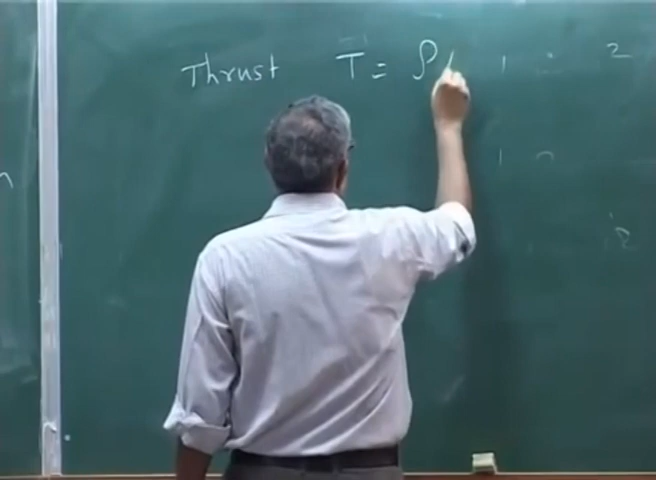 Thrust T = ρ